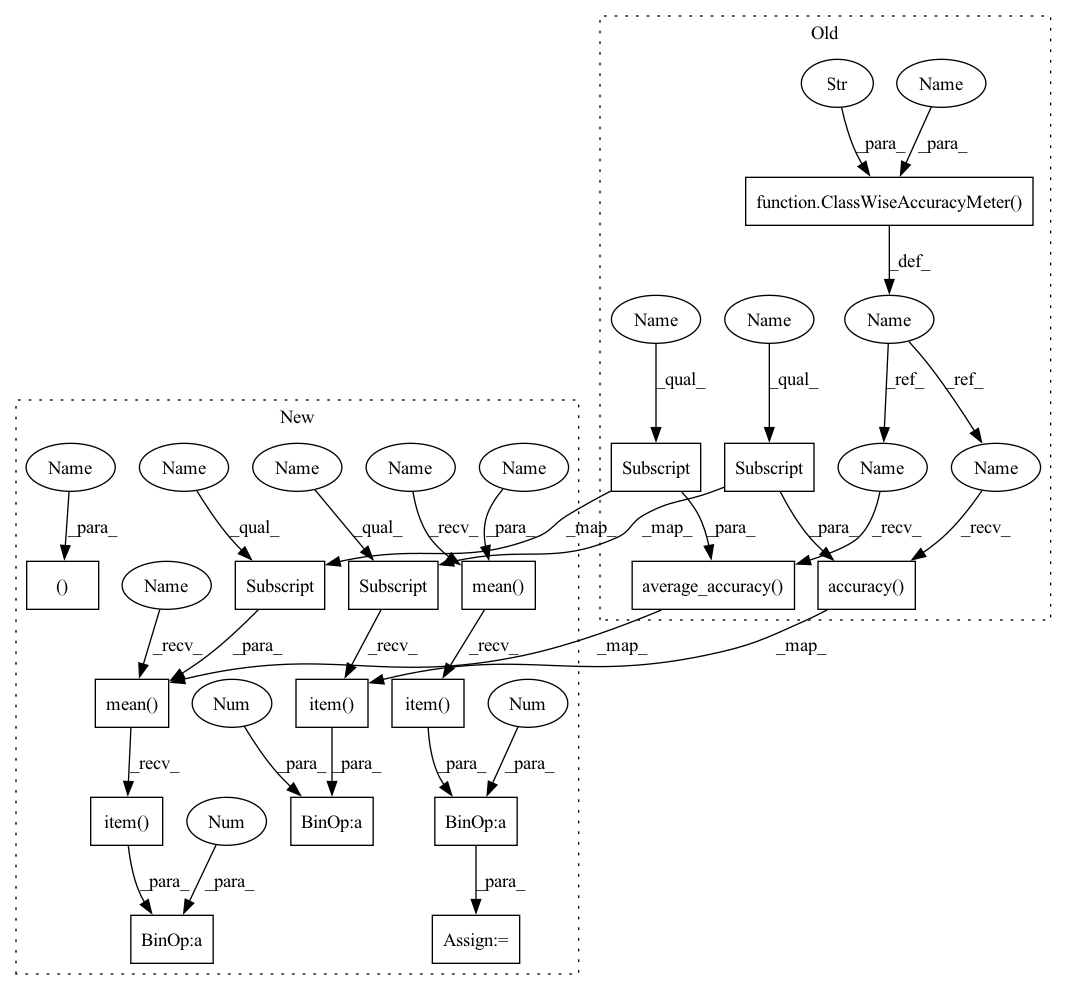 Old
Str Name
_para_ _para_
function.ClassWiseAccuracyMeter()
_def_
Name Name Name
_qual_ _qual_ _ref_ _ref_
New
Name Name Name Name Name Subscript Subscript Name Name
_para_ _qual_ _qual_ _recv_ _para_ _map_ _map_ _para_ _para_ _recv_ _recv_
() Name Subscript Subscript mean() average_accuracy() accuracy()
_recv_ _para_ _recv_ _recv_ _map_ _map_
mean() Num item() item() Num
_recv_ _para_ _para_ _para_ _para_
item() Num BinOp:a BinOp:a
_para_ _para_ _para_
BinOp:a Assign:=